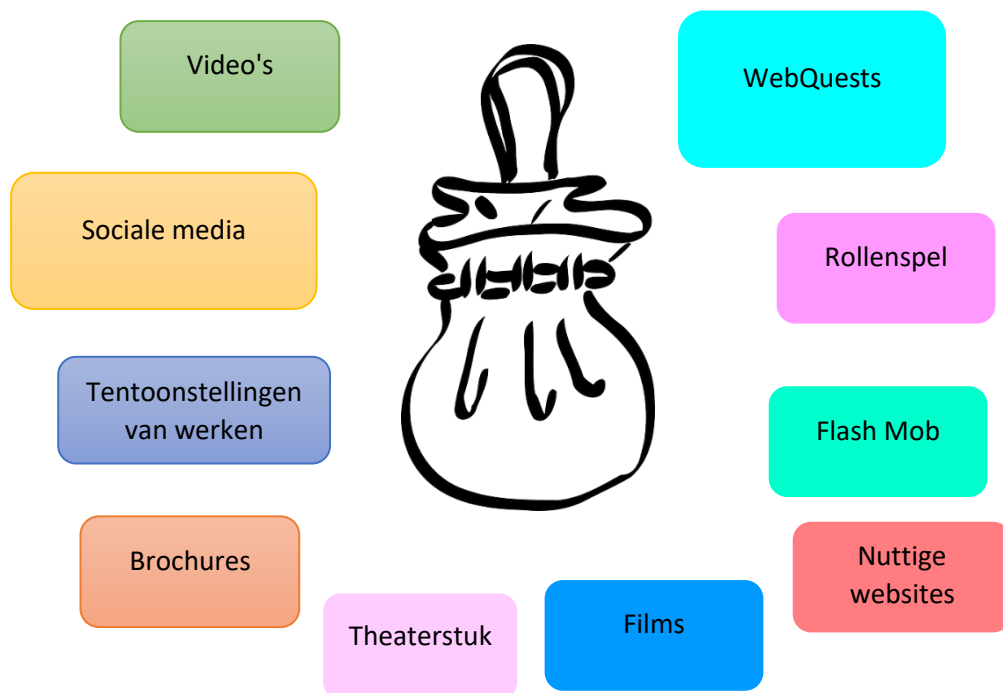 Video's
WebQuests
Sociale media
Rollenspel
Tentoonstellingen
van werken
Flash Mob
Brochures
Nuttige
websites
Theaterstuk
Films